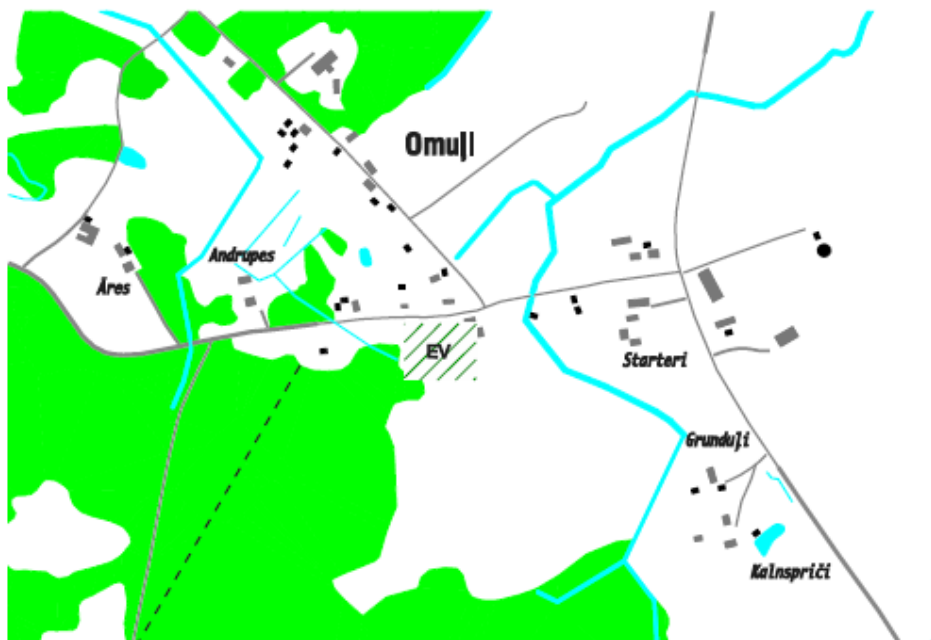 Omuļi
Andrupes
Āres
EV
Starteri
Grunduļi
Kalnspriči